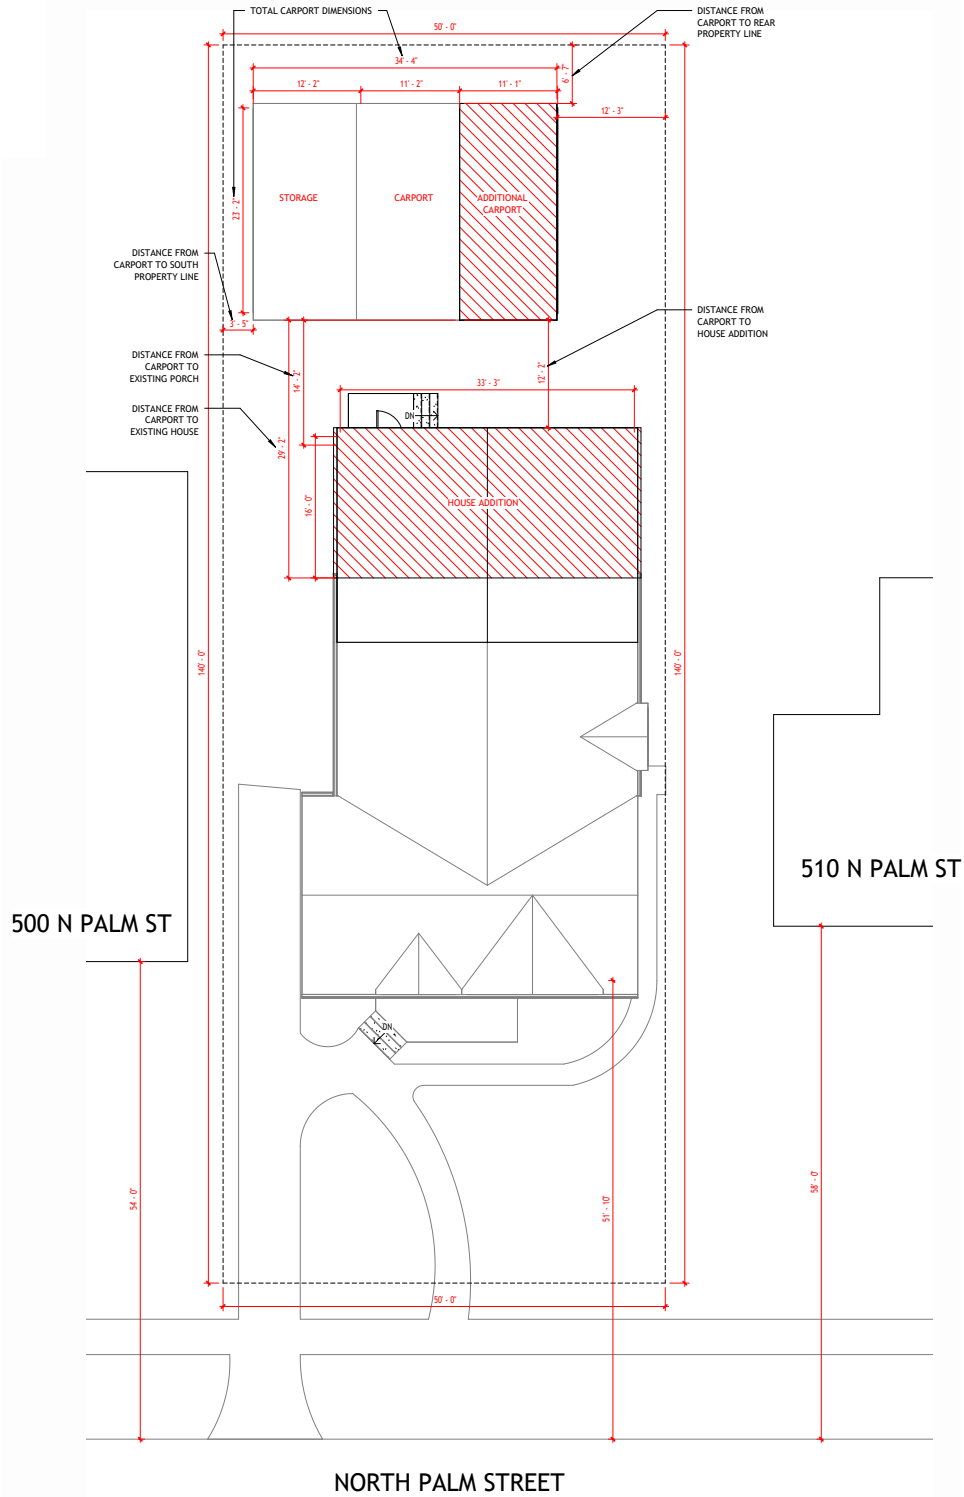 TOTAL CARPORT DIMENSIONS
DISTANCE FROM
CARPORT TO REAR
PROPERTY LINE
50' - 0"
34' - 4"
6' - 7"
12' - 2"
11' - 2"
11' - 1"
12' - 3"
STORAGE
CARPORT
ADDITIONAL
CARPORT
23' - 2"
DISTANCE FROM
CARPORT TO SOUTH
PROPERTY LINE
3' - 5"
DISTANCE FROM
CARPORT TO
HOUSE ADDITION
DISTANCE FROM
CARPORT TO
EXISTING PORCH
14' - 2"
12' - 2"
33' - 3"
DISTANCE FROM
CARPORT TO
EXISTING HOUSE
DN
29' - 2"
16' - 0"
HOUSE ADDITION
140' - 0"
140' - 0"
510 N PALM ST
500 N PALM ST
DN
54' - 0"
51' - 10"
58' - 0"
50' - 0"
NORTH PALM STREET